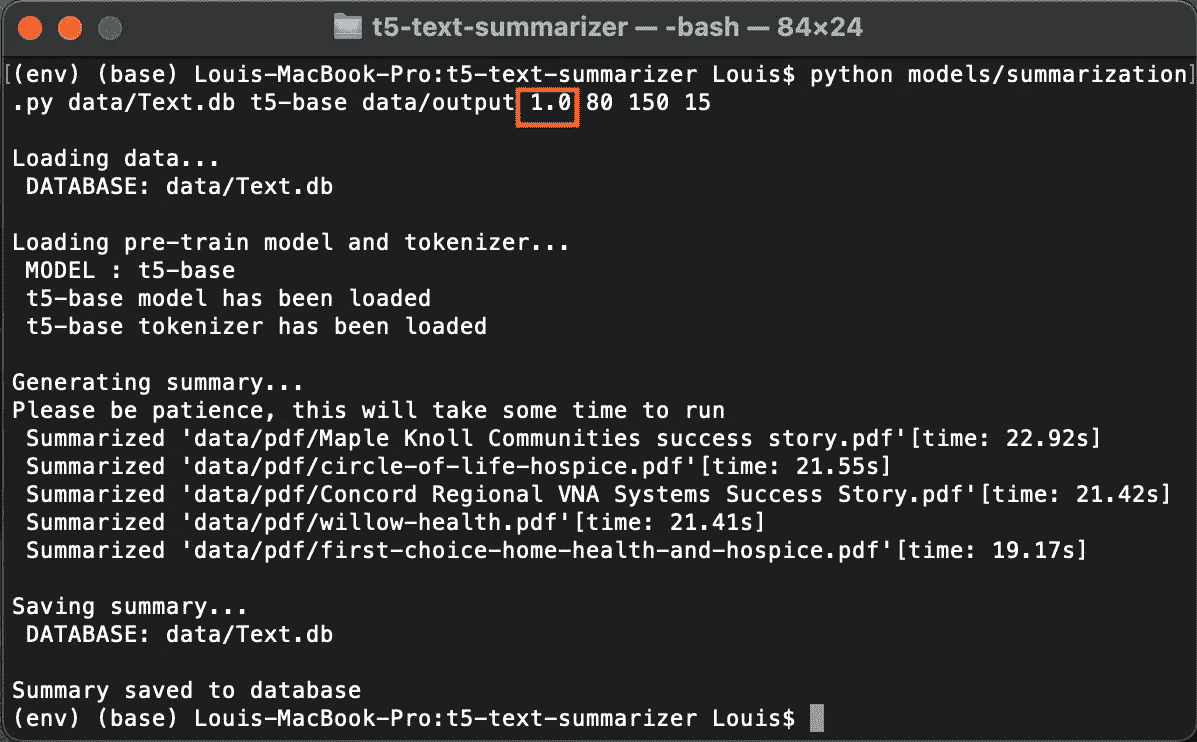 t5-text-summarizer — -bash — 84×24
[(env) (base) Louis-MacBook-Pro:t5-text-summarizer Louis$ python models/summarization]
.py data/Text.db t5-base data/output 1.0 80 150 15
Loading data...
DATABASE: data/Text.db
Loading pre-train model and tokenizer...
MODEL : t5-base
t5-base model has been loaded
t5-base tokenizer has been loaded
Generating summary...
Please be patience, this will take some time to run
Summarized 'data/pdf/Maple Knoll Communities success story.pdf'[time: 22.92s]
Summarized 'data/pdf/circle-of-life-hospice.pdf'[time: 21.55s]
Summarized 'data/pdf/Concord Regional VNA Systems Success Story.pdf'[time: 21.42s]
Summarized 'data/pdf/willow-health.pdf'[time: 21.41s]
Summarized 'data/pdf/first-choice-home-health-and-hospice.pdf'[time: 19.17s]
Saving summary...
DATABASE: data/Text.db
Summary saved to database
(env) (base) Louis-MacBook-Pro:t5-text-summarizer Louis$